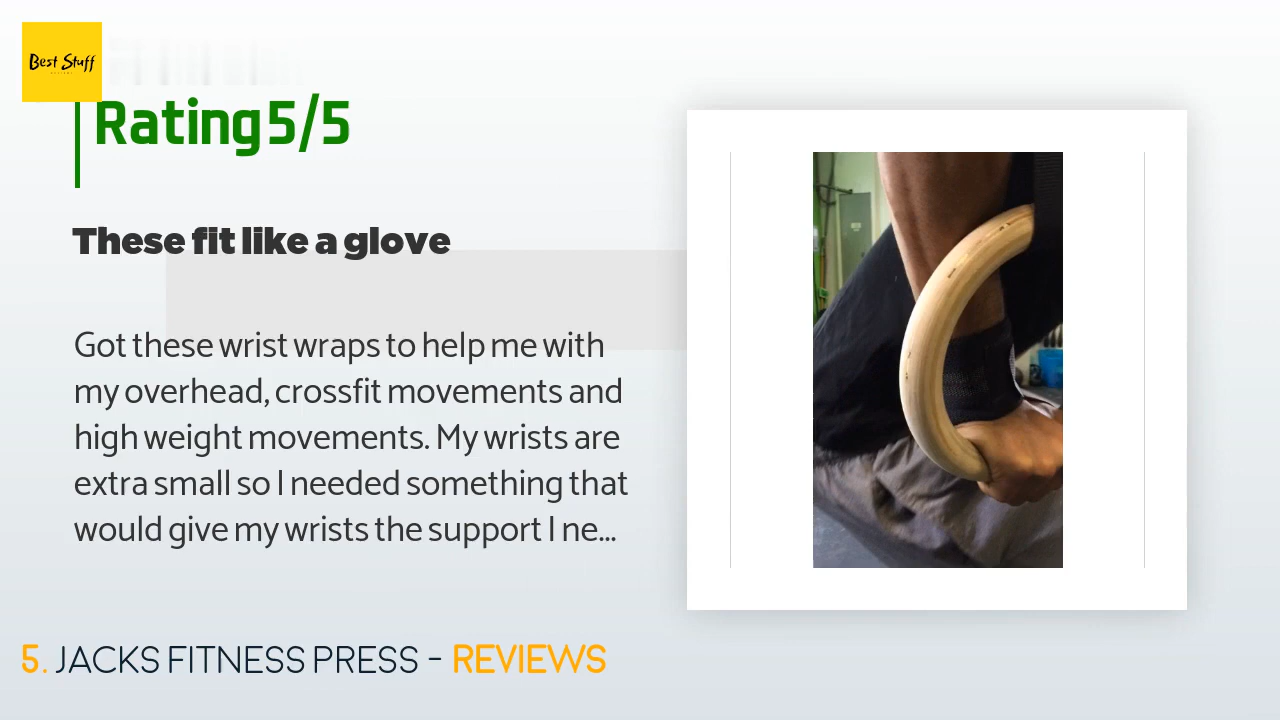 Best Stuff
Rating 5/5
These fit like a glove
Got these wrist wraps to help me with
my overhead, crossfit movements and
high weight movements. My wrists are
extra small so I needed something that
would give my wrists the support I ne...
5. JACKS FITNESS PRESS - REVIEWS